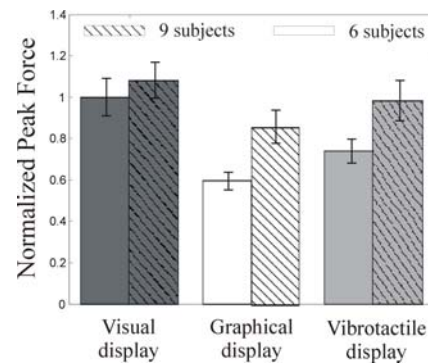 1.4
9 subjects
6 subjects
1.2
1
0.8
0.6
0.4
0.2
0
Normalized Peak Force
Visual
display
Graphical
display
Vibrotactile
display